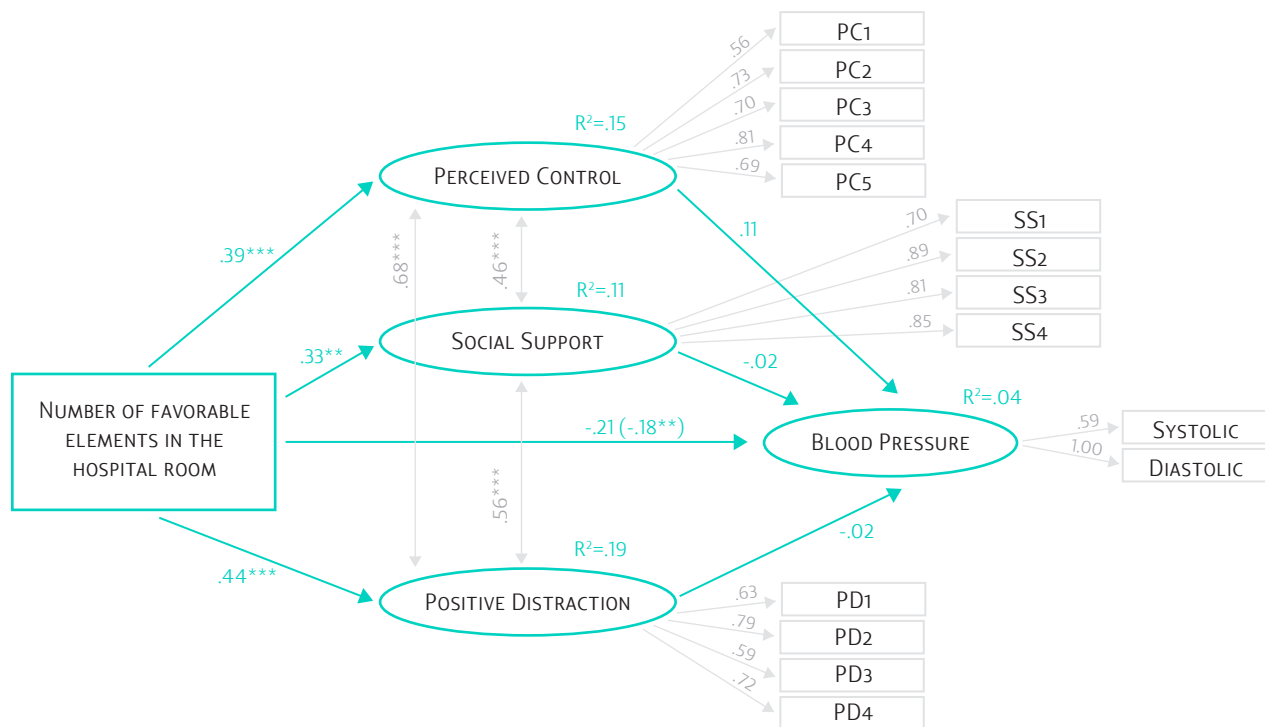 PC1
.56
PC2
.73
PC3
.70
PC4
.81
PC5
.69
R²=.15
PERCEIVED CONTROL
.39***
.68***
.46***
.11
SS1
.70
SS2
.89
SS3
.81
SS4
.85
R²=.11
SOCIAL SUPPORT
.33**
-.02
NUMBER OF FAVORABLE
ELEMENTS IN THE
HOSPITAL ROOM
-.21 (-.18**)
R²=.04
BLOOD PRESSURE
.59
SYSTOLIC
1.00
DIASTOLIC
.56***
.44***
-.02
R²=.19
POSITIVE DISTRACTION
.63
PD1
.79
PD2
.59
PD3
.72
PD4